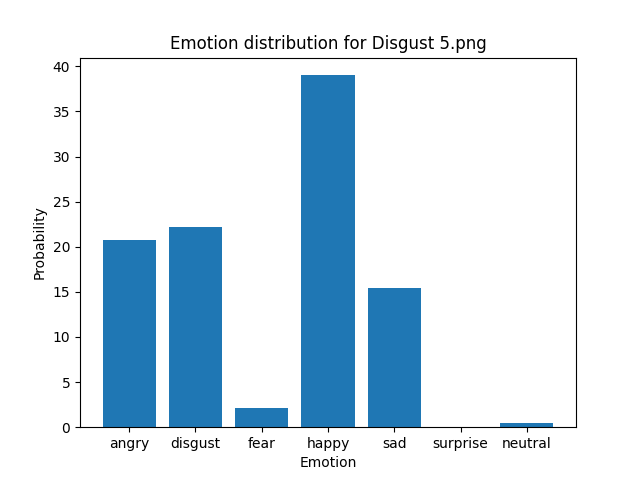 Emotion distribution for Disgust 5.png
40
35
30
25
20
15
10
5
0
Probability
angry disgust fear happy sad surprise neutral
Emotion